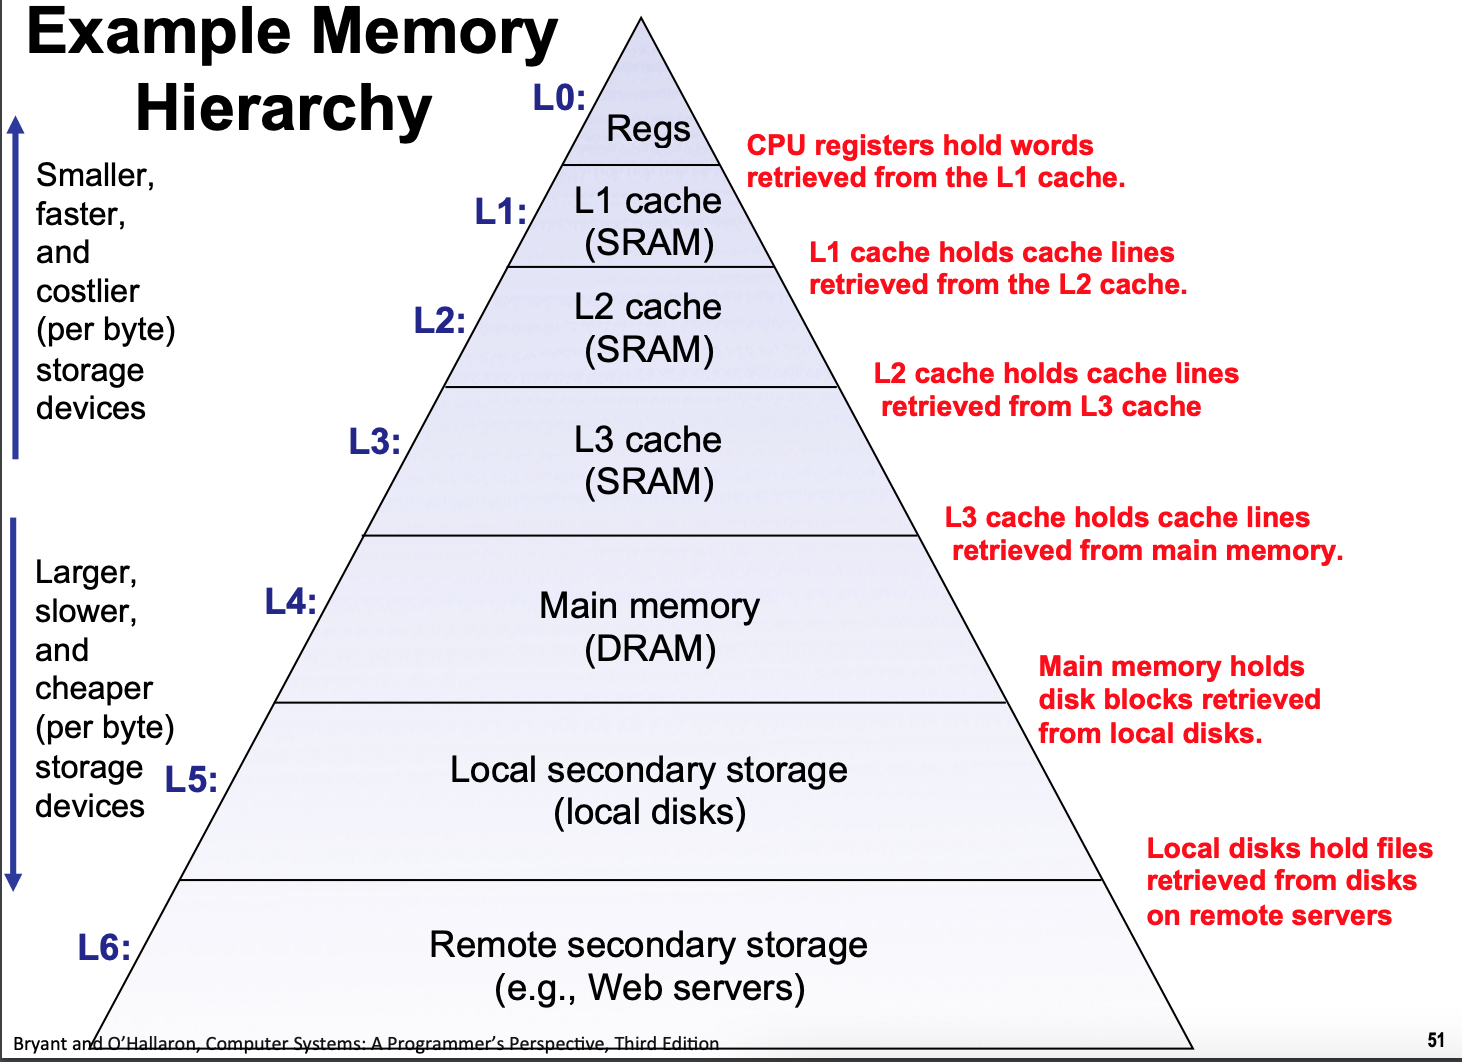 Example Memory
Hierarchy
Smaller,
faster,
and
costlier
(per byte)
storage
devices
Larger,
slower,
and
cheaper
(per byte)
storage
devices
L0:
Regs
CPU registers hold words
retrieved from the L1 cache.
L1:
L1 cache
(SRAM)
L1 cache holds cache lines
retrieved from the L2 cache.
L2:
L2 cache
(SRAM)
L2 cache holds cache lines
retrieved from L3 cache
L3:
L3 cache
(SRAM)
L3 cache holds cache lines
retrieved from main memory.
L4:
Main memory
(DRAM)
Main memory holds
disk blocks retrieved
from local disks.
L5:
Local secondary storage
(local disks)
Local disks hold files
retrieved from disks
on remote servers
L6:
Remote secondary storage
(e.g., Web servers)
Bryant and O’Hallaron, Computer Systems: A Programmer’s Perspective, Third Edition
51